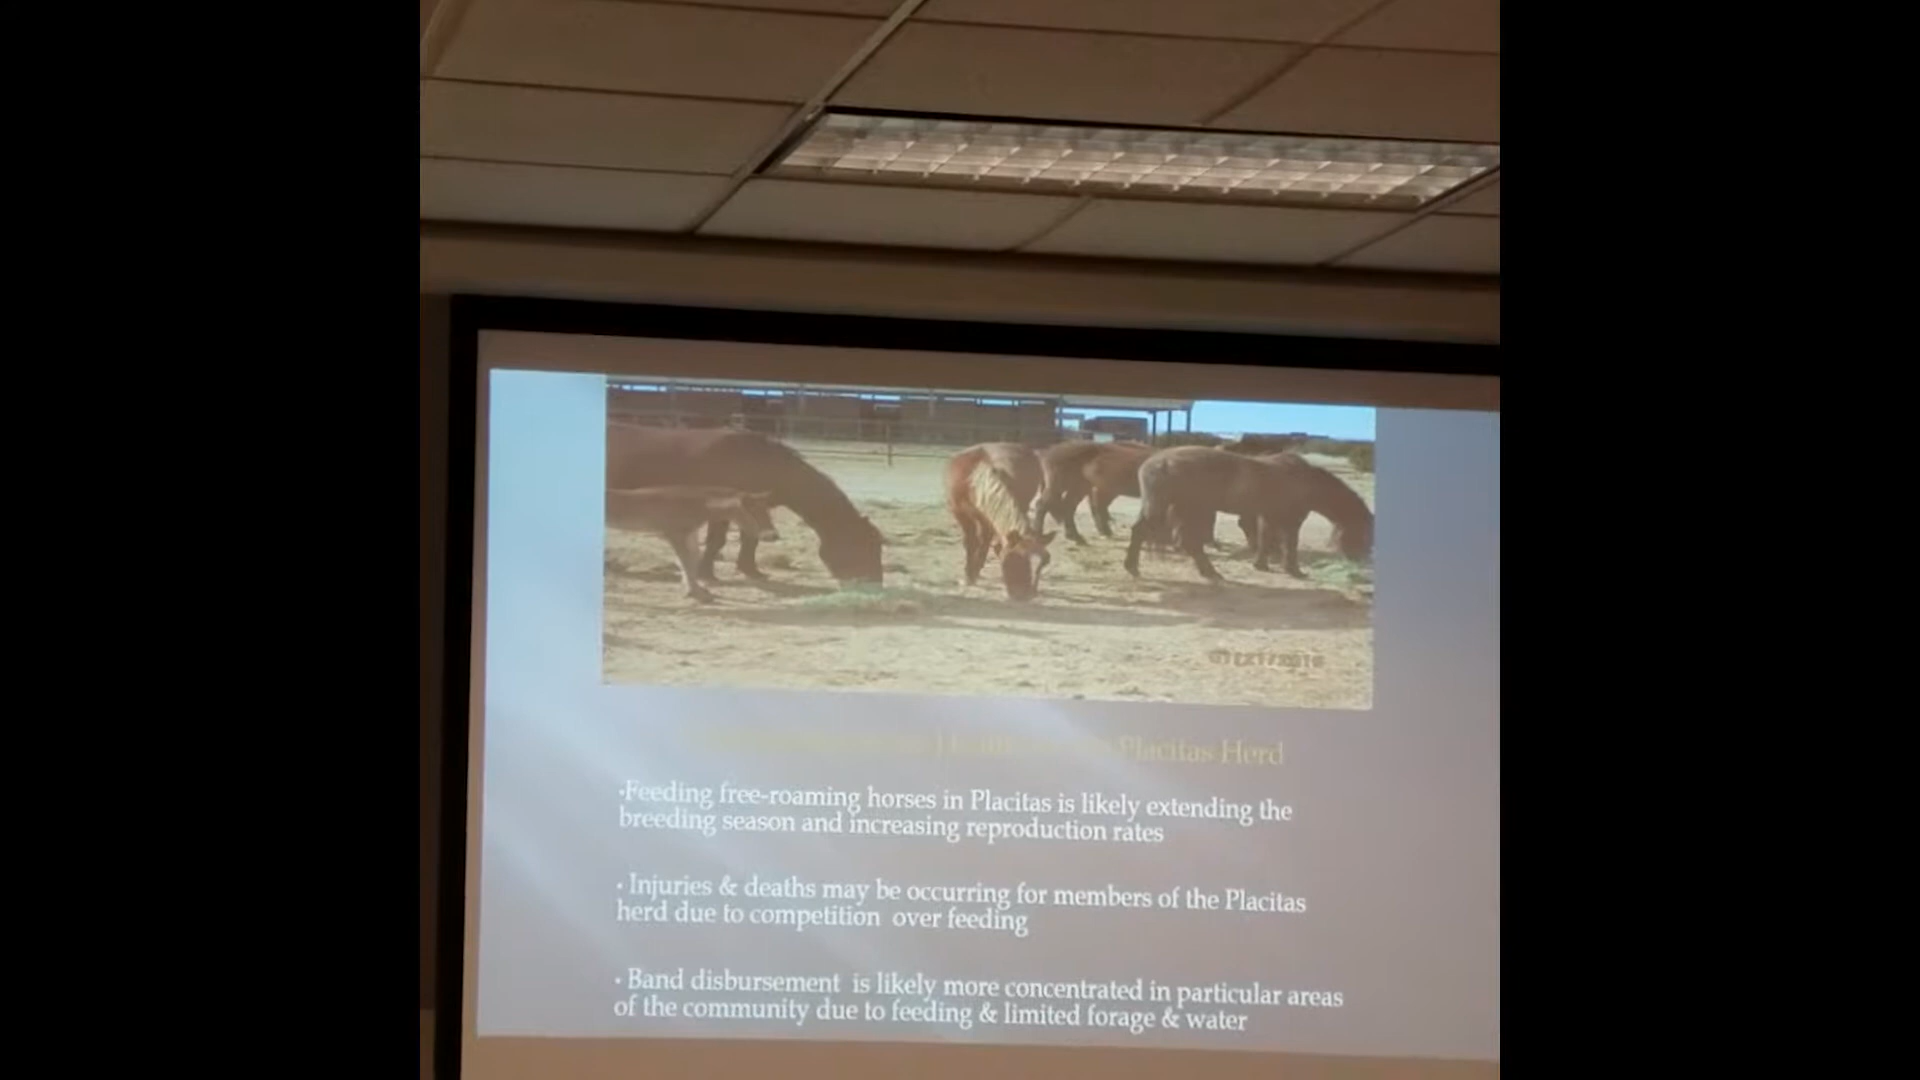 Placitas Herd
•Feeding free-roaming horses in Placitas is likely extending the
breeding season and increasing reproduction rates
• Injuries & deaths may be occurring for members of the Placitas
herd due to competition over feeding
• Band disbursement is likely more concentrated in particular areas
of the community due to feeding & limited forage & water